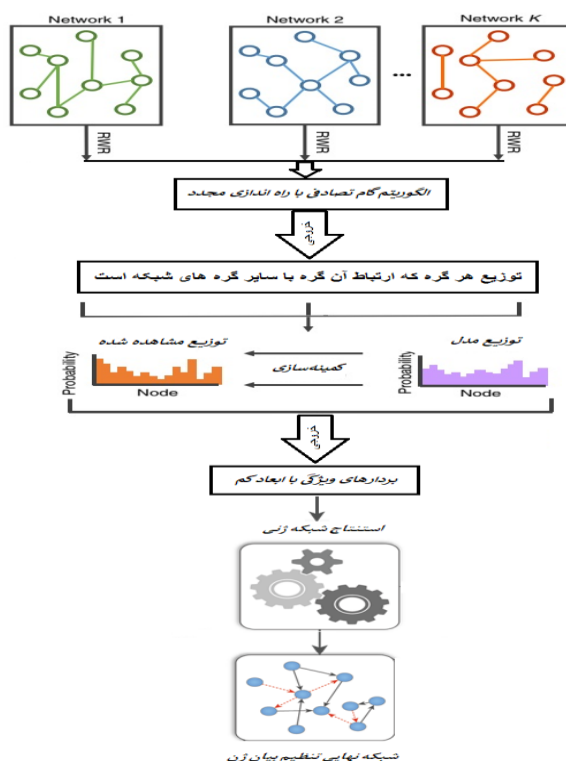 Network 1
Network 2
Network K
...
RWR
RWR
RWR
الگوریتم گام تصادفی با راه اندازی مجدد
خروجی
توزیع هر گره که ارتباط آن گره با سایر گره های شبکه است
توزیع مدل
توزیع مشاهده شده
Probability
Node
کمینه‌سازی
Probability
Node
خروجی
بردارهای ویژگی با ابعاد کم
استنتاج شبکه ژنی
شبکه نهایی تنظیم بیان ژن